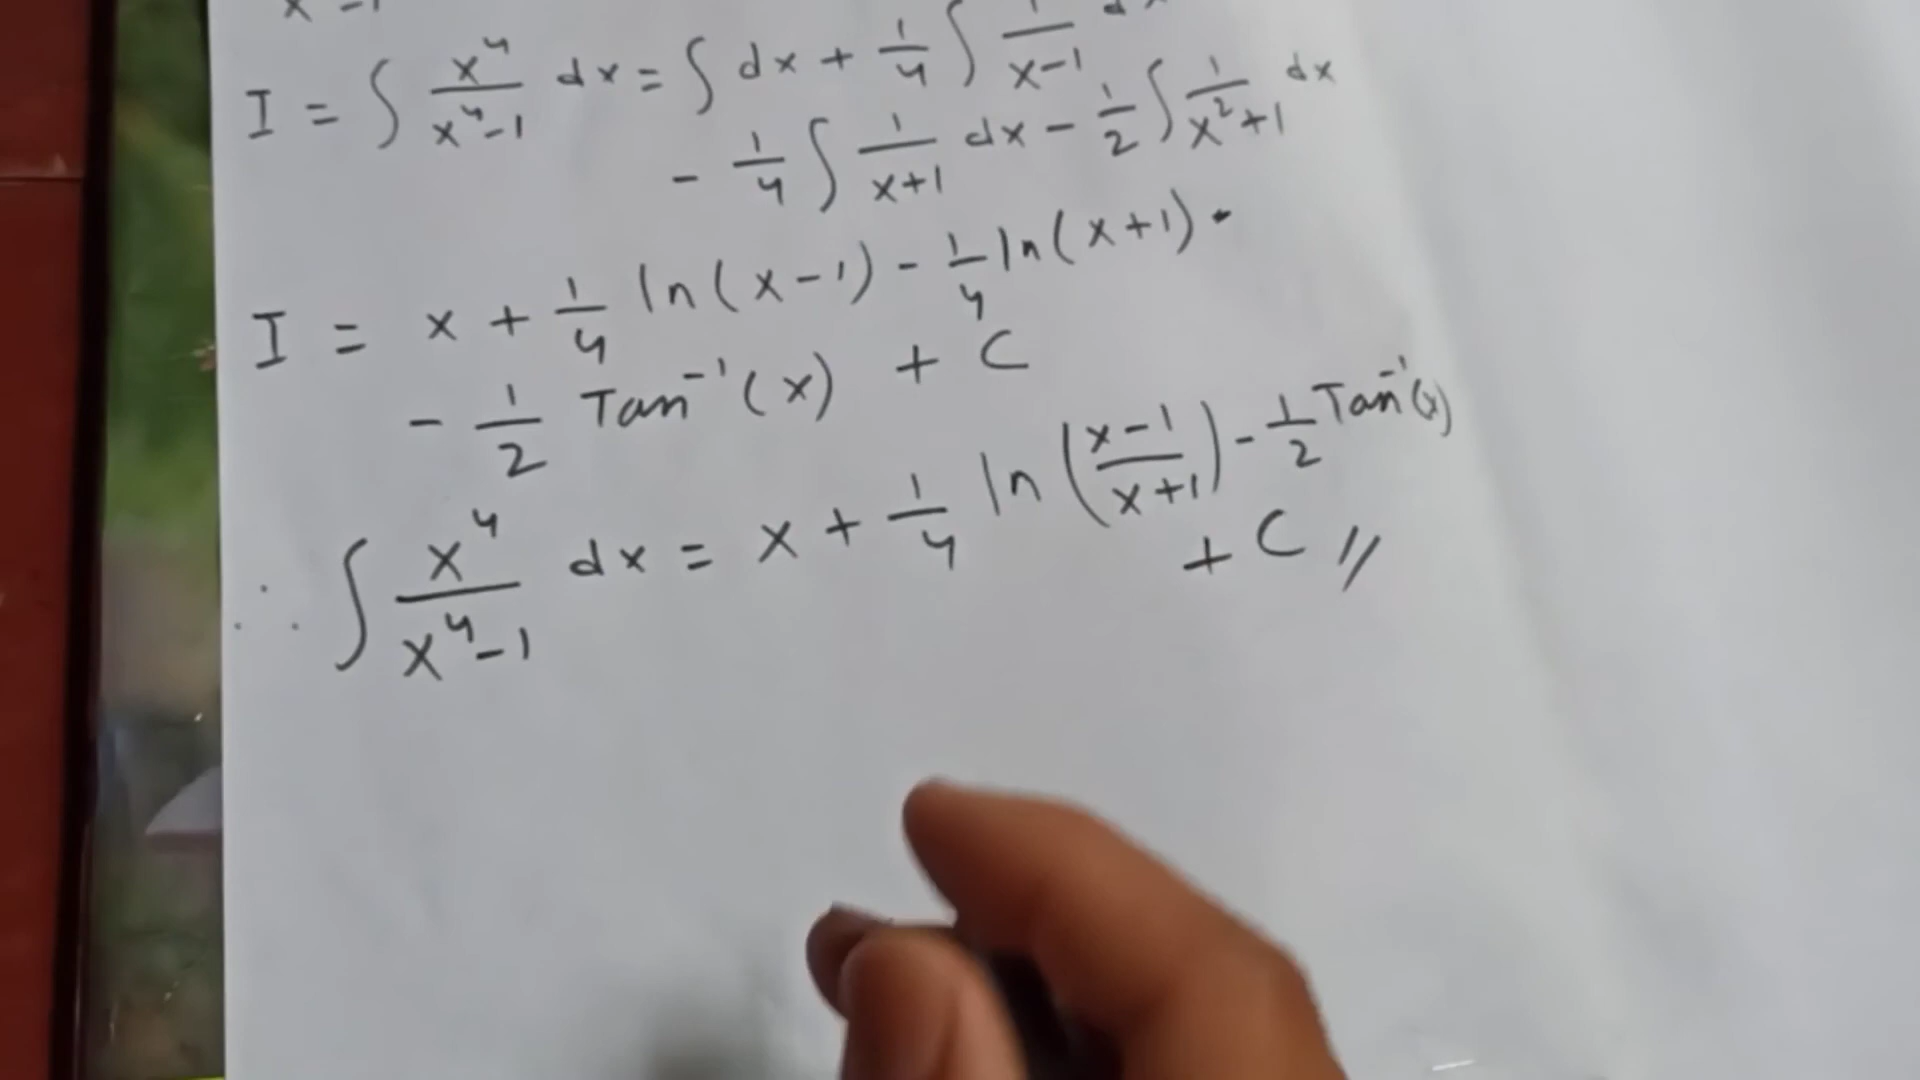 x -1
I = ∫ x⁴/(x⁴-1) dx = ∫ dx + 1/4 ∫ 1/(x-1) dx
- 1/4 ∫ 1/(x+1) dx - 1/2 ∫ 1/(x²+1) dx
I = x + 1/4 ln(x-1) - 1/4 ln(x+1) -
- 1/2 Tan⁻¹(x) + C
∴ ∫ x⁴/(x⁴-1) dx = x + 1/4 ln((x-1)/(x+1)) - 1/2 Tan⁻¹(x)
+ C //